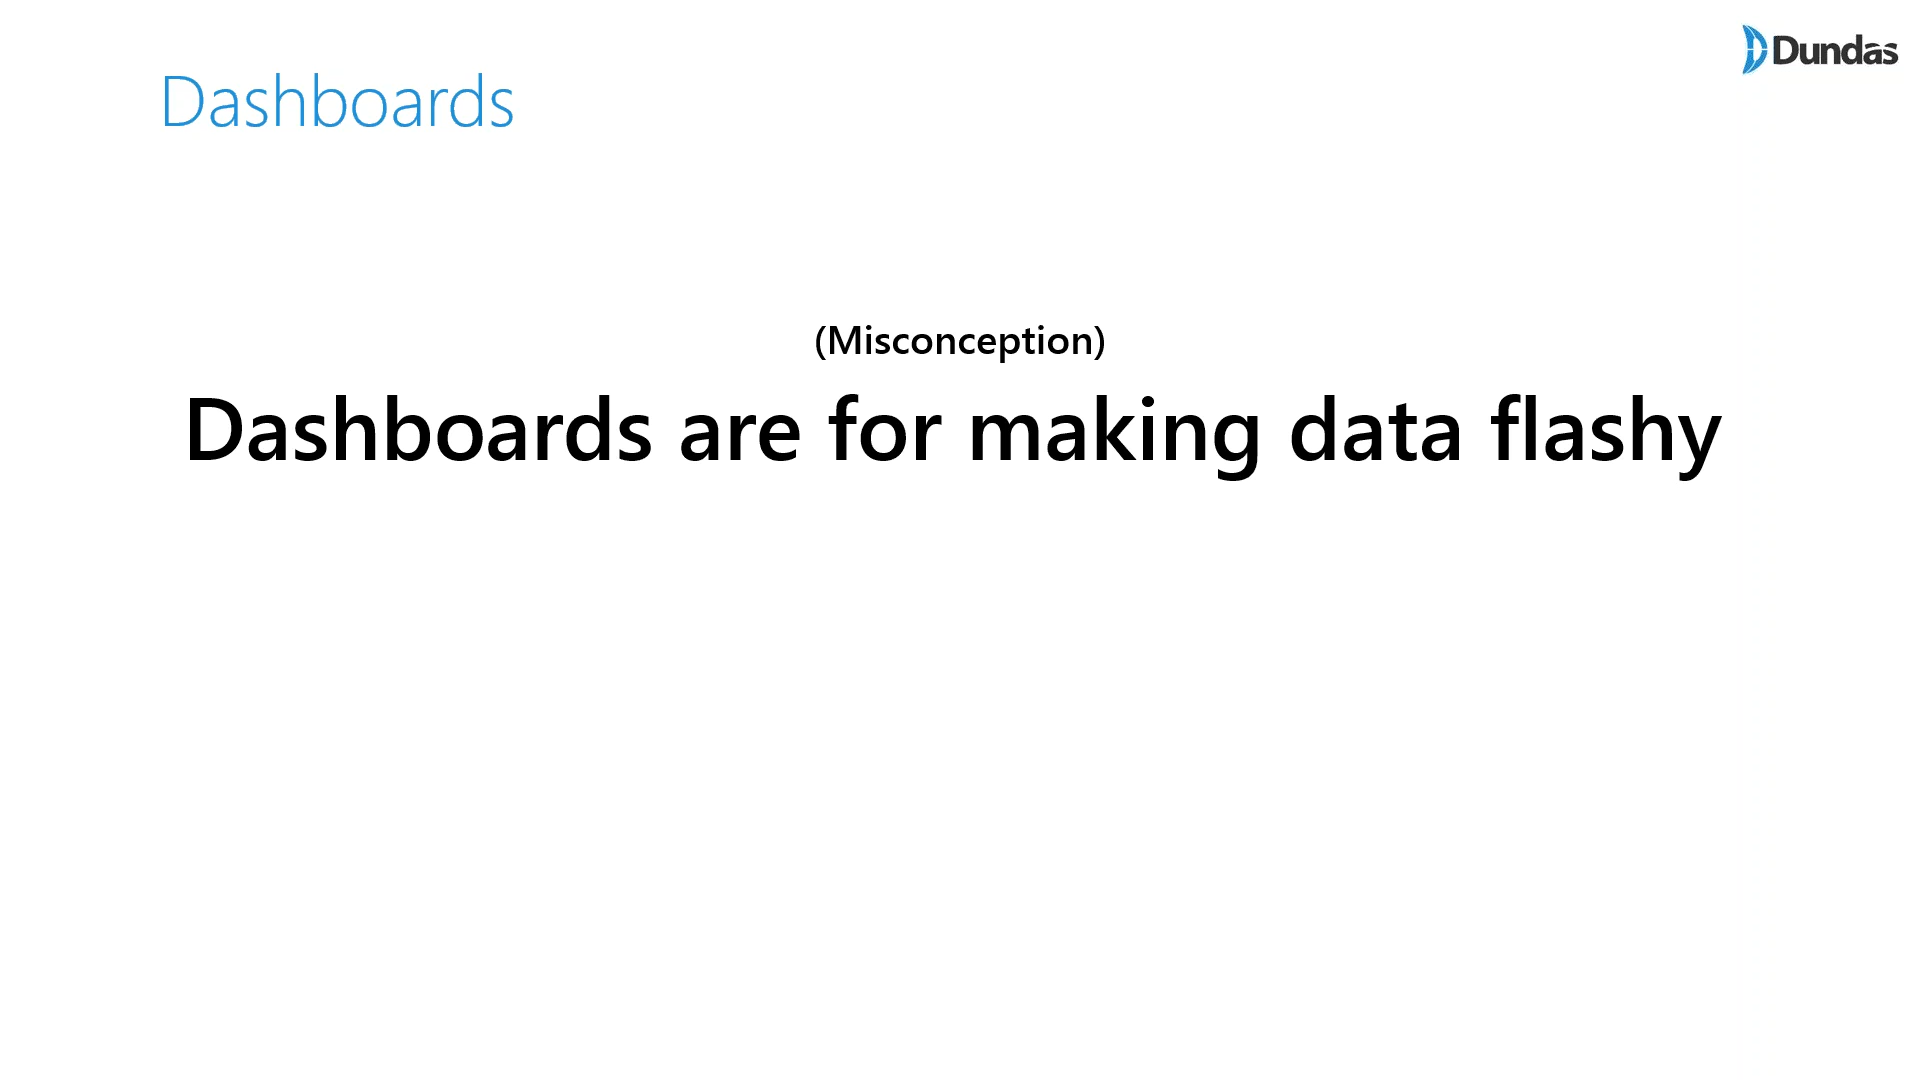 Dundas
Dashboards
(Misconception)
Dashboards are for making data flashy